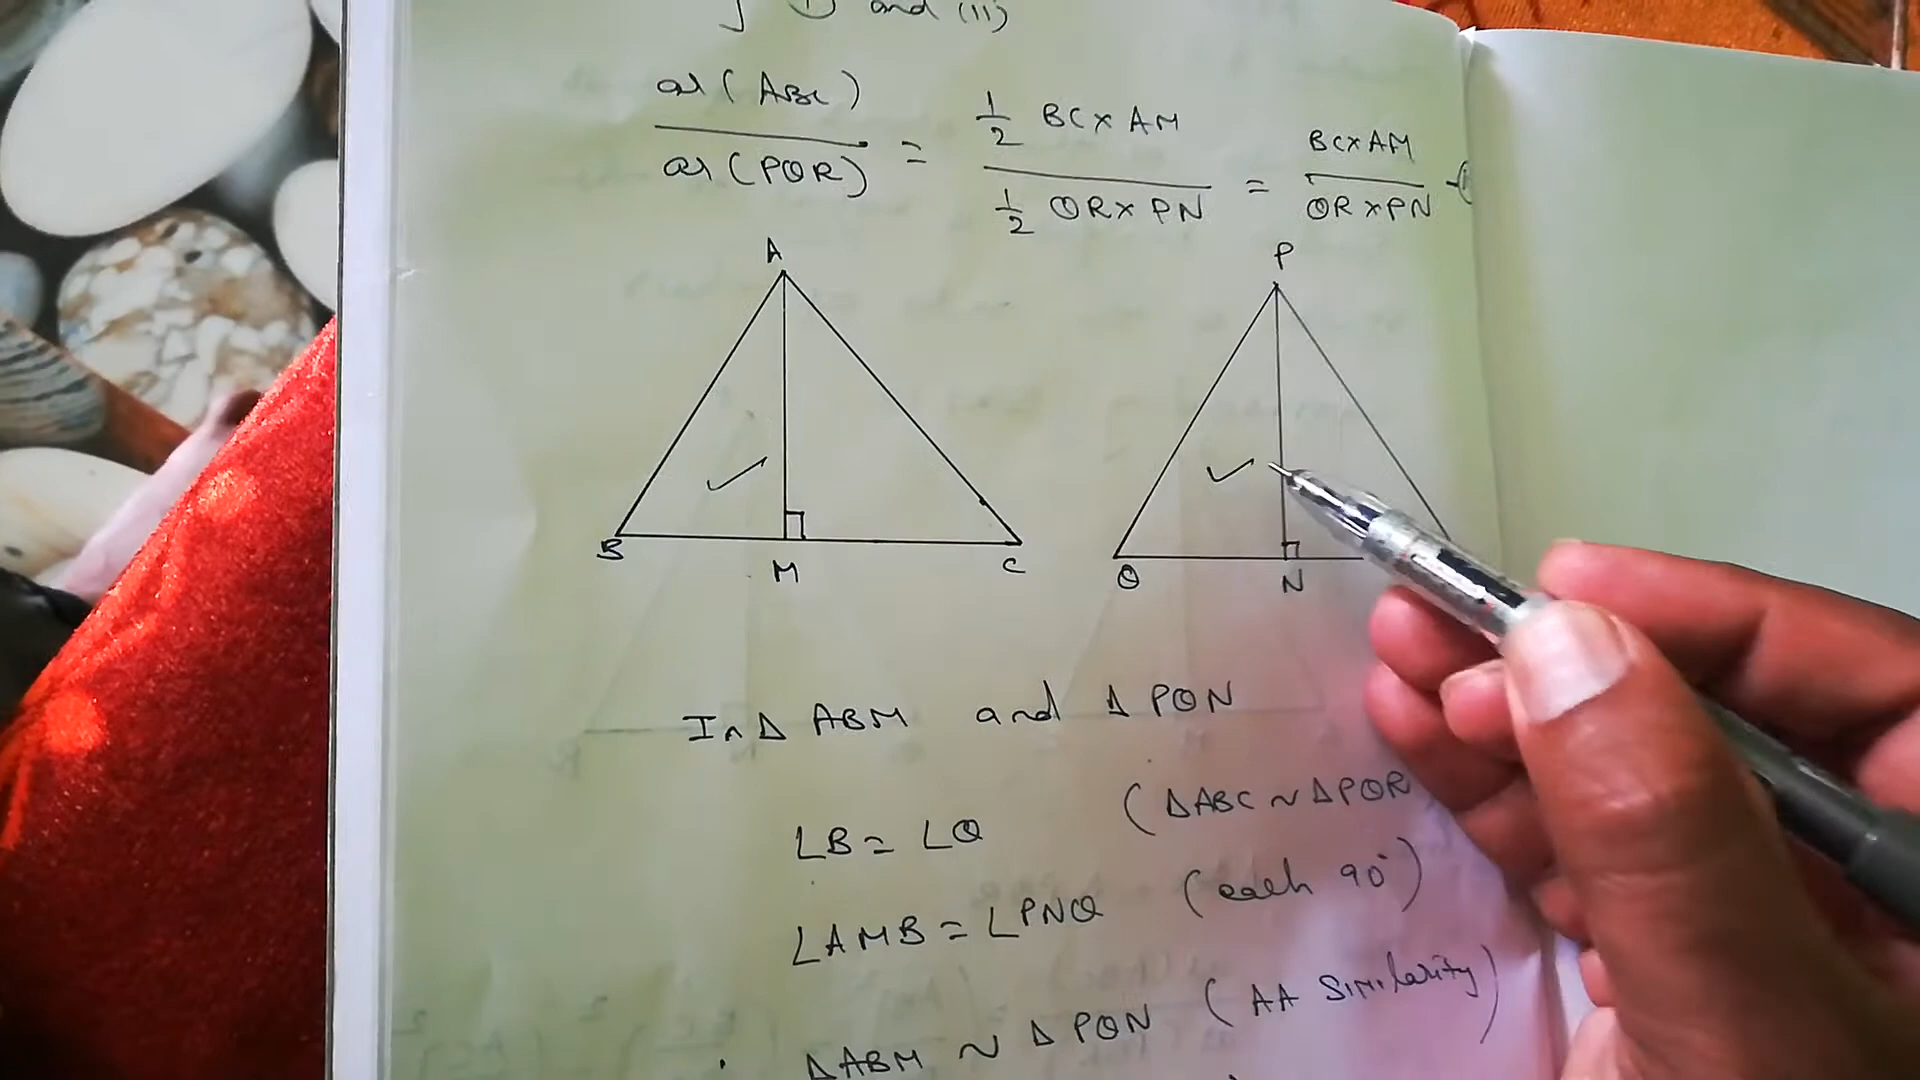 ① and (ii)
ar (ABC) / ar (PQR) = 1/2 BC × AM / 1/2 QR × PN = BC × AM / QR × PN
A P
B M C Q N
In Δ ABM and Δ PQN
∠B = ∠Q (ΔABC ~ ΔPQR
∠AMB = ∠PNQ (each 90°)
∴ ΔABM ~ Δ PQN (AA Similarity)